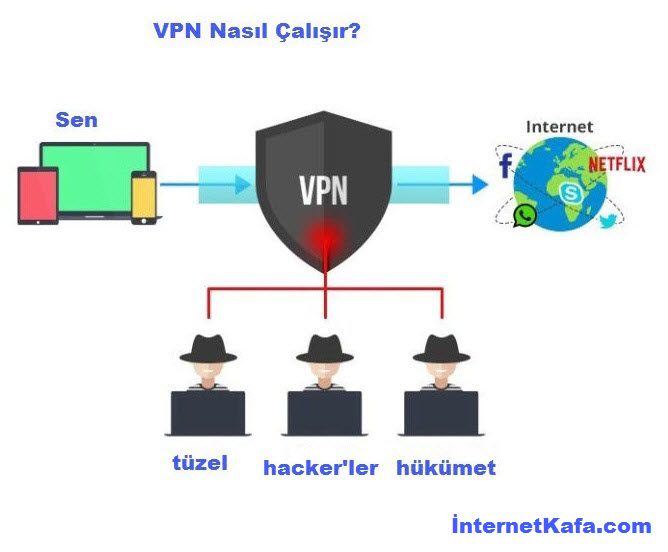 VPN Nasıl Çalışır?
Sen
Internet
f
NETFLIX
VPN
S
tüzel
hacker'ler
hükümet
İnternetKafa.com